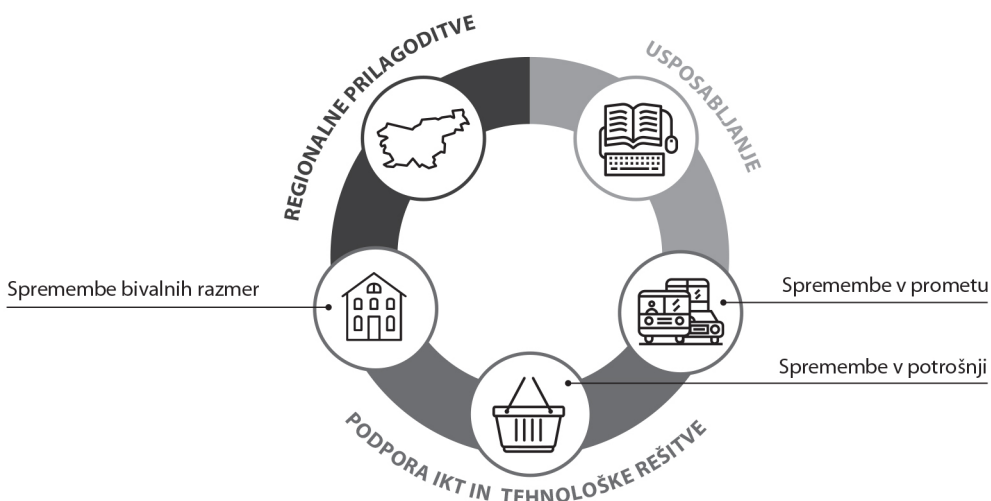 REGIONALNE PRILAGODITVE
USPOSABLJANJE
Spremembe bivalnih razmer
Spremembe v prometu
Spremembe v potrošnji
PODPORA IKT IN TEHNOLOŠKE REŠITVE